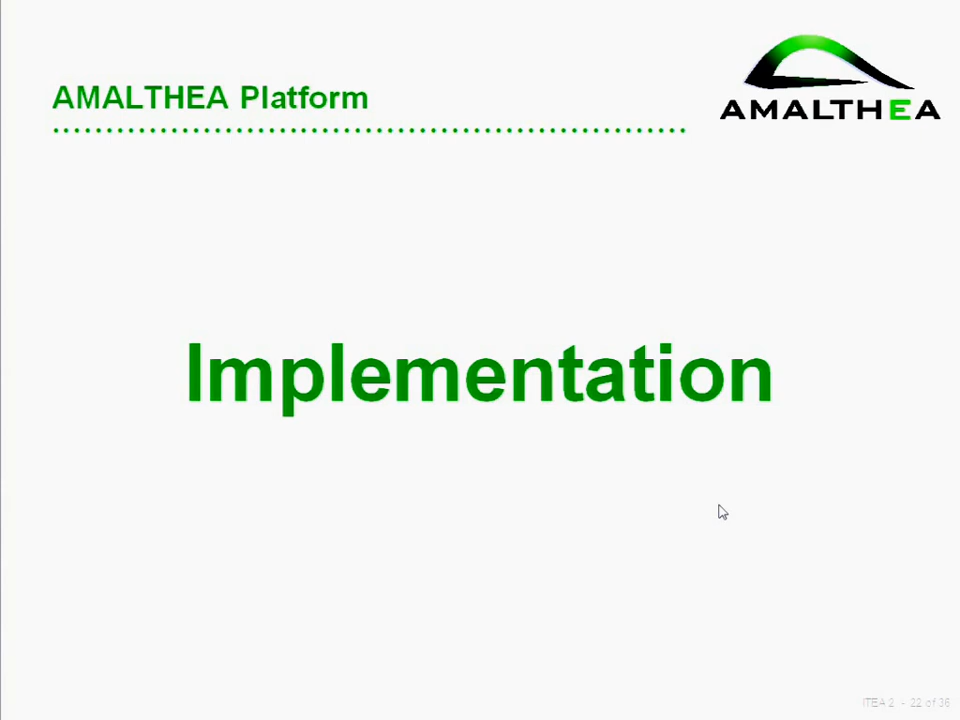 AMALTHEA Platform
AMALTHEA
Implementation
ITEA 2 - 22 of 36